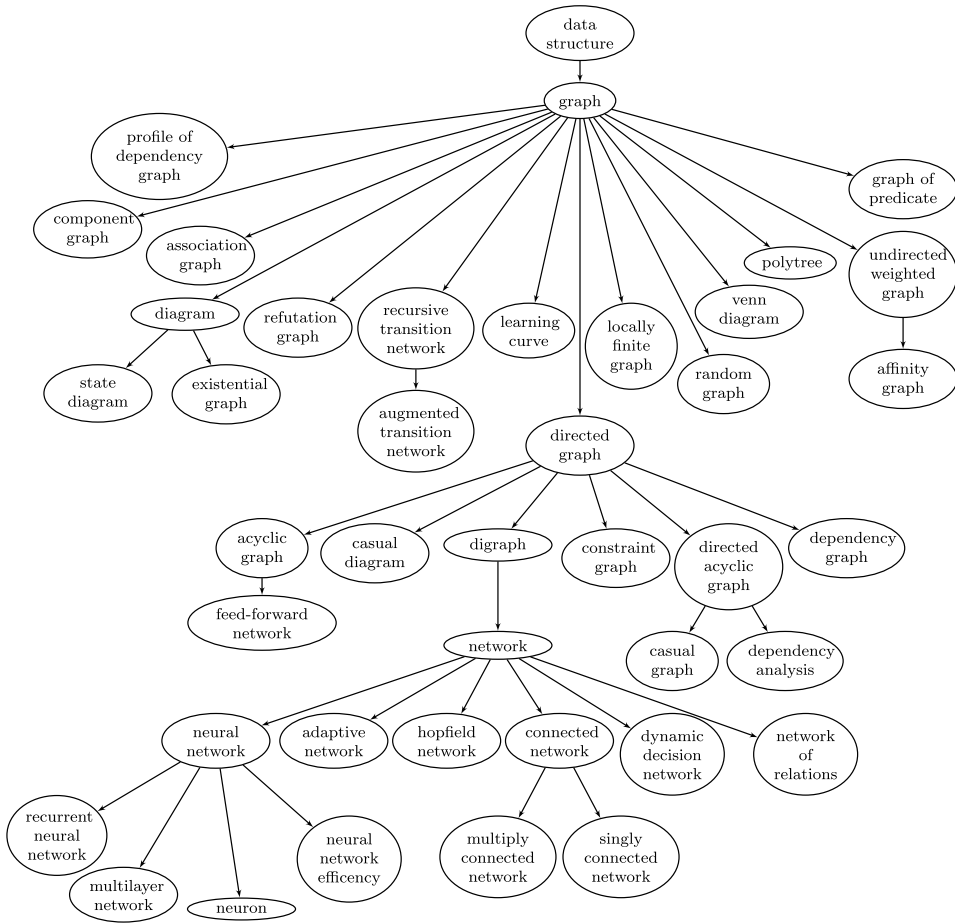 data
structure
graph
profile of
dependency
graph
graph of
predicate
component
graph
association
graph
polytree
undirected
weighted
graph
diagram
refutation
graph
recursive
transition
network
learning
curve
locally
finite
graph
venn
diagram
random
graph
affinity
graph
state
diagram
existential
graph
augmented
transition
network
directed
graph
acyclic
graph
casual
diagram
digraph
constraint
graph
directed
acyclic
graph
dependency
graph
feed-forward
network
network
casual
graph
dependency
analysis
neural
network
adaptive
network
hopfield
network
connected
network
dynamic
decision
network
network
of
relations
recurrent
neural
network
multilayer
network
neuron
neural
network
efficency
multiply
connected
network
singly
connected
network